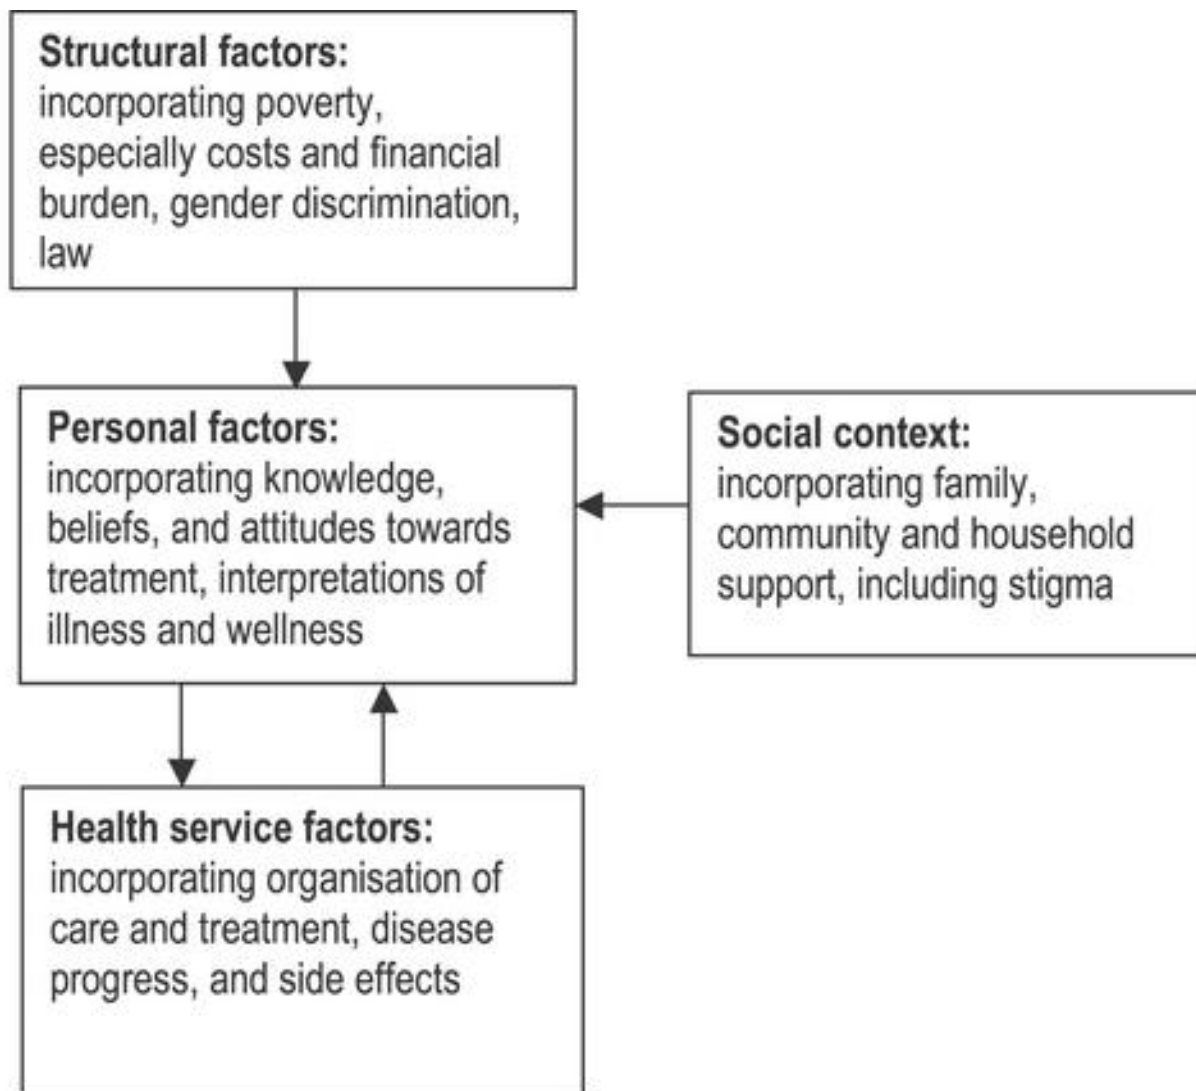 Structural factors:
incorporating poverty,
especially costs and financial
burden, gender discrimination,
law
Personal factors:
incorporating knowledge,
beliefs, and attitudes towards
treatment, interpretations of
illness and wellness
Social context:
incorporating family,
community and household
support, including stigma
Health service factors:
incorporating organisation of
care and treatment, disease
progress, and side effects